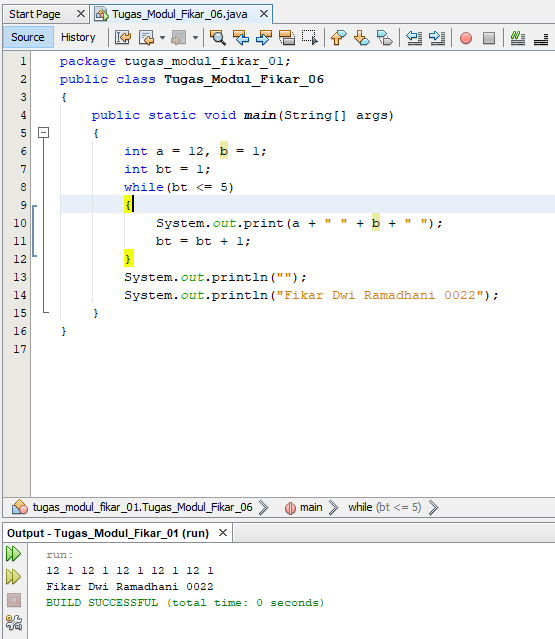 Start Page
Tugas_Modul_Fikar_06.java
Source History
1 package tugas_modul_fikar_01;
2 public class Tugas_Modul_Fikar_06
3 {
4 public static void main(String[] args)
5 {
6 int a = 12, b = 1;
7 int bt = 1;
8 while(bt <= 5)
9 {
10 System.out.print(a + " " + b + " ");
11 bt = bt + 1;
12 }
13 System.out.println("");
14 System.out.println("Fikar Dwi Ramadhani 0022");
15 }
16 }
17
tugas_modul_fikar_01.Tugas_Modul_Fikar_06 main while (bt <= 5)
Output - Tugas_Modul_Fikar_01 (run)
run:
12 1 12 1 12 1 12 1 12 1
Fikar Dwi Ramadhani 0022
BUILD SUCCESSFUL (total time: 0 seconds)